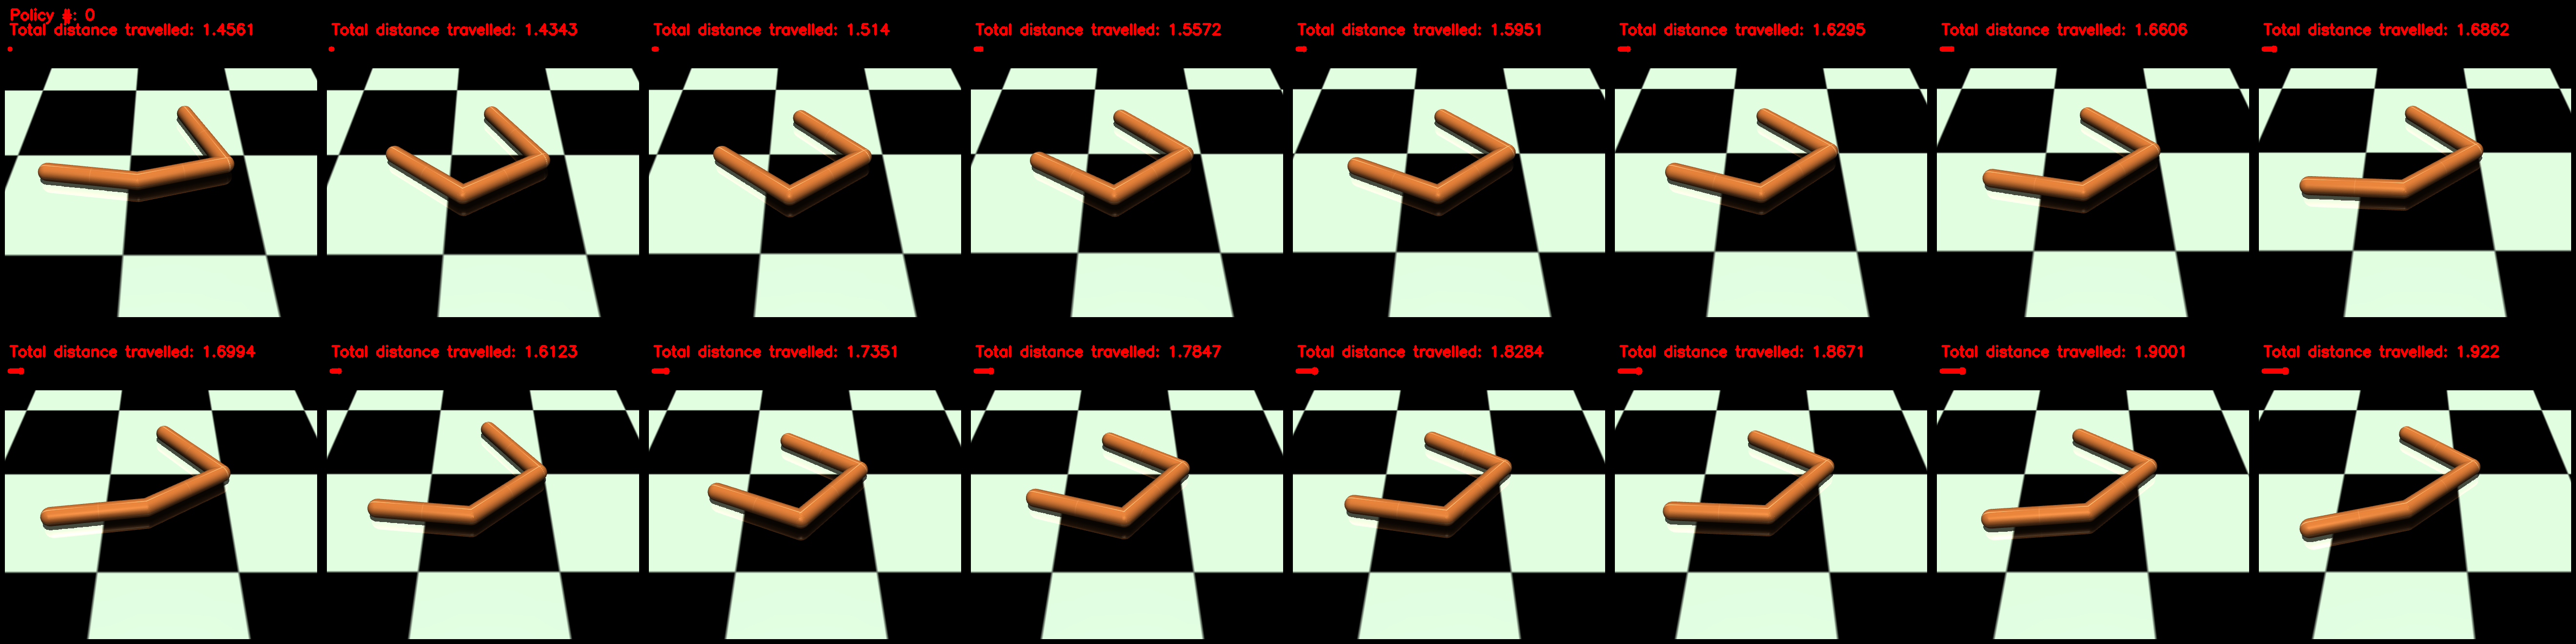 Policy #: 0
Total distance travelled: 1.4561
Total distance travelled: 1.4343
Total distance travelled: 1.514
Total distance travelled: 1.5572
Total distance travelled: 1.5951
Total distance travelled: 1.6295
Total distance travelled: 1.6606
Total distance travelled: 1.6862
Total distance travelled: 1.6994
Total distance travelled: 1.6123
Total distance travelled: 1.7351
Total distance travelled: 1.7847
Total distance travelled: 1.8284
Total distance travelled: 1.8671
Total distance travelled: 1.9001
Total distance travelled: 1.922